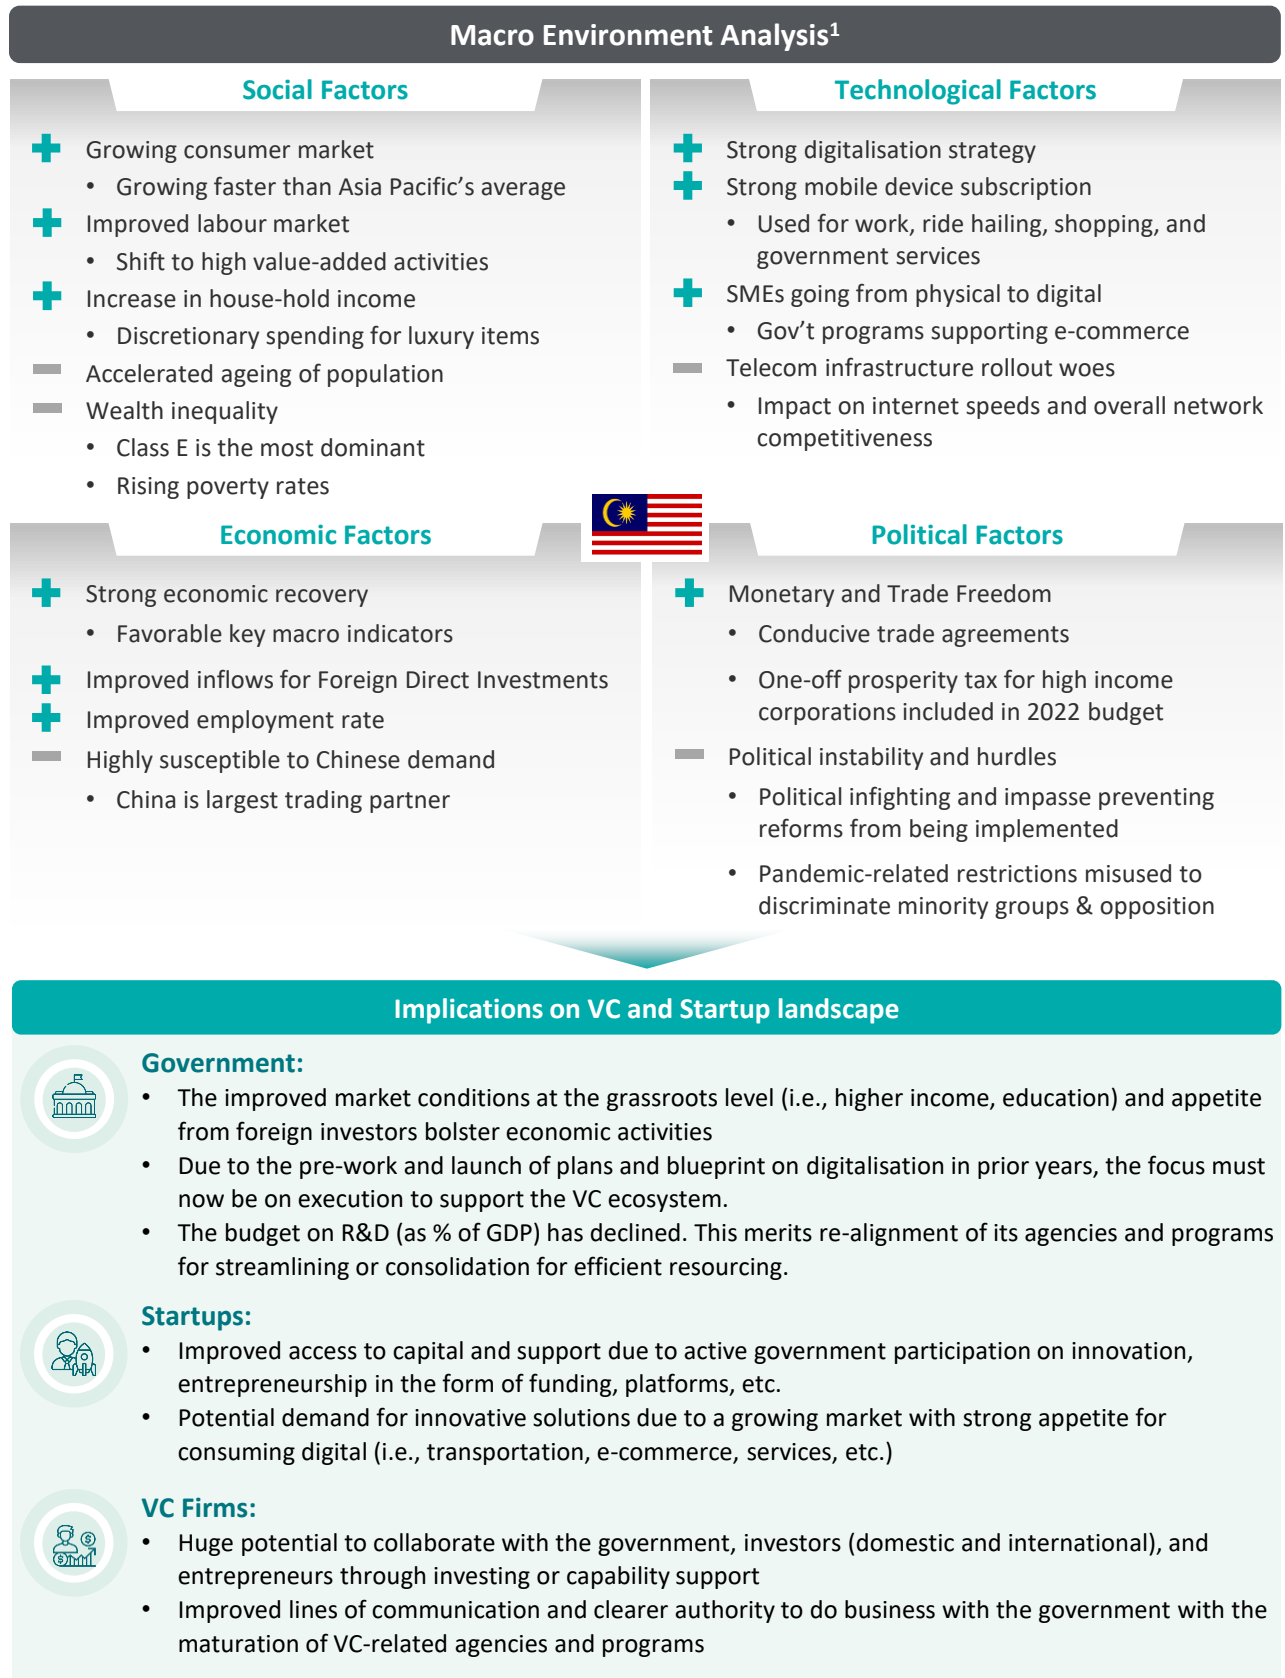 Macro Environment Analysis1
Social Factors
Growing consumer market
• Growing faster than Asia Pacific's average
Improved labour market
• Shift to high value-added activities
Increase in house-hold income
• Discretionary spending for luxury items
Accelerated ageing of population
Wealth inequality
• Class E is the most dominant
• Rising poverty rates
Technological Factors
Strong digitalisation strategy
Strong mobile device subscription
• Used for work, ride hailing, shopping, and
government services
SMEs going from physical to digital
• Gov't programs supporting e-commerce
Telecom infrastructure rollout woes
• Impact on internet speeds and overall network
competitiveness
Economic Factors
Strong economic recovery
• Favorable key macro indicators
Improved inflows for Foreign Direct Investments
Improved employment rate
Highly susceptible to Chinese demand
• China is largest trading partner
Political Factors
Monetary and Trade Freedom
• Conducive trade agreements
• One-off prosperity tax for high income
corporations included in 2022 budget
Political instability and hurdles
• Political infighting and impasse preventing
reforms from being implemented
• Pandemic-related restrictions misused to
discriminate minority groups & opposition
Implications on VC and Startup landscape
Government:
• The improved market conditions at the grassroots level (i.e., higher income, education) and appetite
from foreign investors bolster economic activities
• Due to the pre-work and launch of plans and blueprint on digitalisation in prior years, the focus must
now be on execution to support the VC ecosystem.
• The budget on R&D (as % of GDP) has declined. This merits re-alignment of its agencies and programs
for streamlining or consolidation for efficient resourcing.
Startups:
• Improved access to capital and support due to active government participation on innovation,
entrepreneurship in the form of funding, platforms, etc.
• Potential demand for innovative solutions due to a growing market with strong appetite for
consuming digital (i.e., transportation, e-commerce, services, etc.)
VC Firms:
• Huge potential to collaborate with the government, investors (domestic and international), and
entrepreneurs through investing or capability support
• Improved lines of communication and clearer authority to do business with the government with the
maturation of VC-related agencies and programs